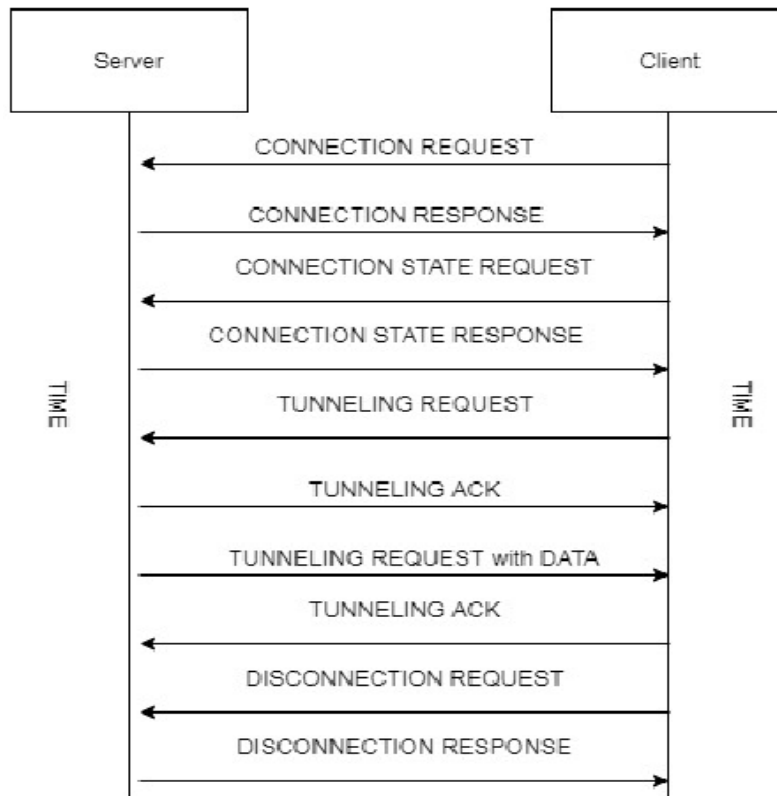 Server
Client
CONNECTION REQUEST
CONNECTION RESPONSE
CONNECTION STATE REQUEST
CONNECTION STATE RESPONSE
TIME
TIME
TUNNELING REQUEST
TUNNELING ACK
TUNNELING REQUEST with DATA
TUNNELING ACK
DISCONNECTION REQUEST
DISCONNECTION RESPONSE